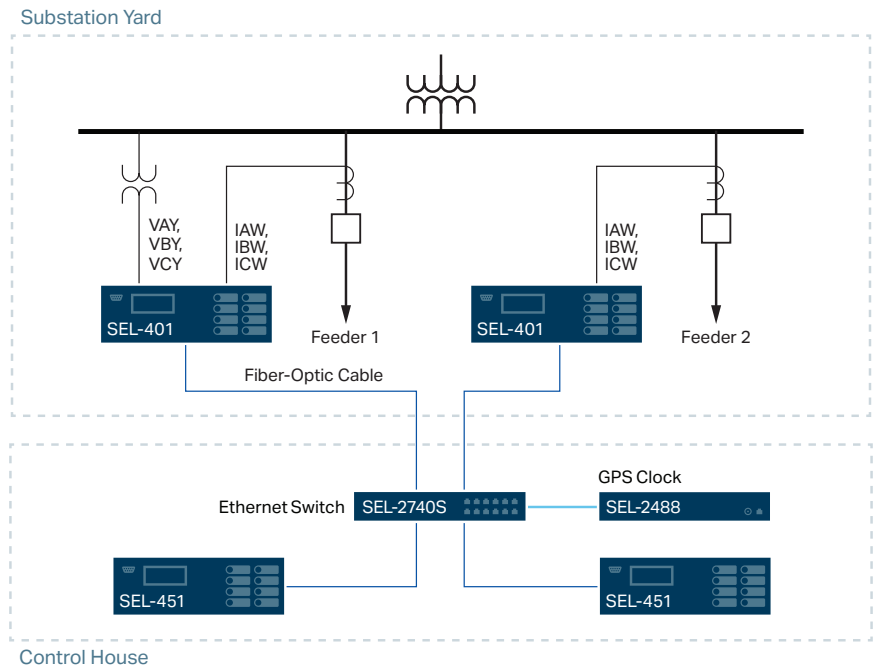 Substation Yard
VAY,
VBY,
VCY
IAW,
IBW,
ICW
IAW,
IBW,
ICW
SEL-401
Feeder 1
SEL-401
Feeder 2
Fiber-Optic Cable
GPS Clock
Ethernet Switch
SEL-2740S
SEL-2488
SEL-451
SEL-451
Control House